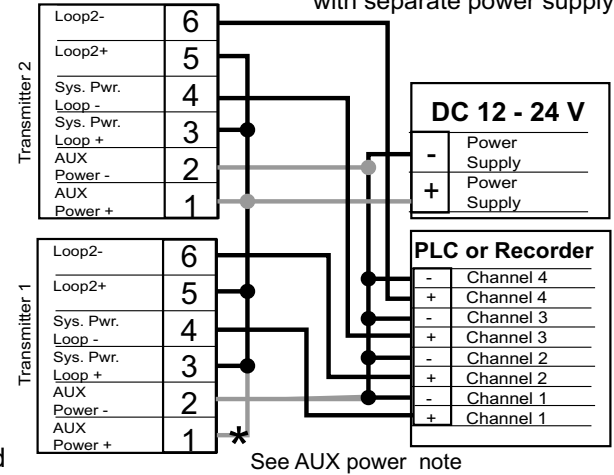 with separate power supply
Transmitter 2
Loop2- 6
Loop2+ 5
Sys. Pwr.
Loop - 4
Sys. Pwr.
Loop + 3
AUX
Power - 2
AUX
Power + 1
DC 12 - 24 V
- Power
Supply
+ Power
Supply
Transmitter 1
Loop2- 6
Loop2+ 5
Sys. Pwr.
Loop - 4
Sys. Pwr.
Loop + 3
AUX
Power - 2
AUX
Power + 1 *
PLC or Recorder
- Channel 4
+ Channel 4
- Channel 3
+ Channel 3
- Channel 2
+ Channel 2
- Channel 1
+ Channel 1
See AUX power note